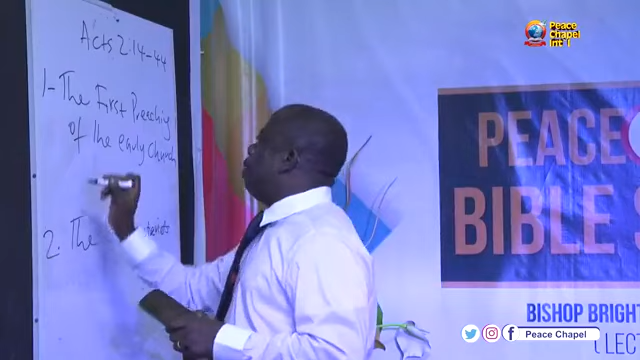 Acts 2:14-44
1- The First Preaching
of the early Church
2. The
Peace
Chapel
Int'l
PEACE
BIBLE
BISHOP BRIGHT
LEC
Peace Chapel